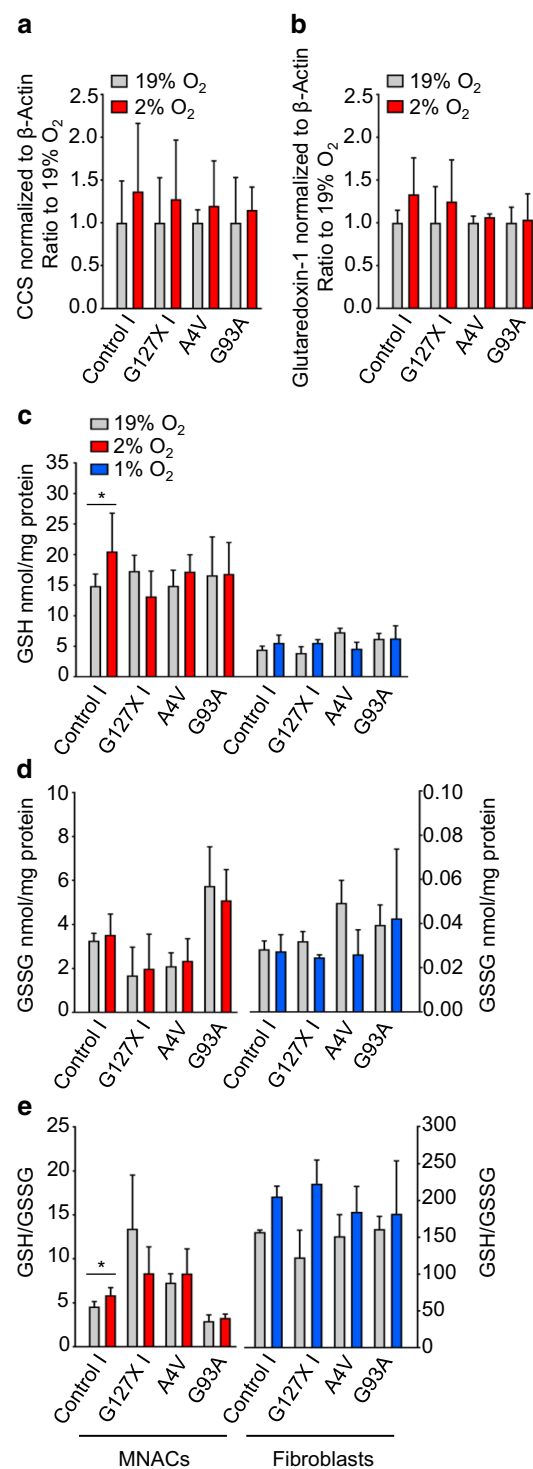 a
19% O₂
2% O₂
CCS normalized to β-Actin
Ratio to 19% O₂
2.5
2.0
1.5
1.0
0.5
0.0
Control I
G127X I
A4V
G93A
b
19% O₂
2% O₂
Glutaredoxin-1 normalized to β-Actin
Ratio to 19% O₂
2.5
2.0
1.5
1.0
0.5
0.0
Control I
G127X I
A4V
G93A
c
19% O₂
2% O₂
1% O₂
GSH nmol/mg protein
35
30
25
20
15
10
5
0
*
Control I
G127X I
A4V
G93A
Control I
G127X I
A4V
G93A
d
GSSG nmol/mg protein
10
8
6
4
2
0
Control I
G127X I
A4V
G93A
0.10
0.08
0.06
0.04
0.02
0.00
GSSG nmol/mg protein
Control I
G127X I
A4V
G93A
e
GSH/GSSG
25
20
15
10
5
0
*
Control I
G127X I
A4V
G93A
300
250
200
150
100
50
0
GSH/GSSG
Control I
G127X I
A4V
G93A
MNACs
Fibroblasts